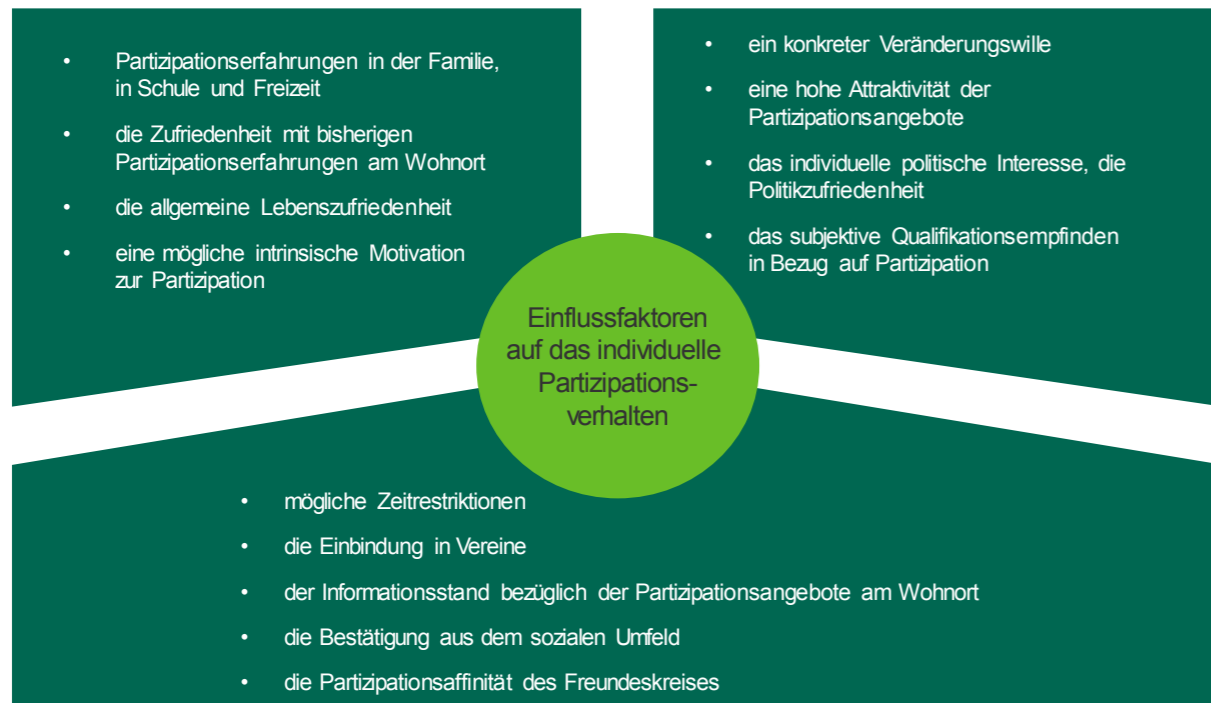 • Partizipationserfahrungen in der Familie,
in Schule und Freizeit
• die Zufriedenheit mit bisherigen
Partizipationserfahrungen am Wohnort
• die allgemeine Lebenszufriedenheit
• eine mögliche intrinsische Motivation
zur Partizipation
• ein konkreter Veränderungswille
• eine hohe Attraktivität der
Partizipationsangebote
• das individuelle politische Interesse, die
Politikzufriedenheit
• das subjektive Qualifikationsempfinden
in Bezug auf Partizipation
Einflussfaktoren
auf das individuelle
Partizipations-
verhalten
• mögliche Zeitrestriktionen
• die Einbindung in Vereine
• der Informationsstand bezüglich der Partizipationsangebote am Wohnort
• die Bestätigung aus dem sozialen Umfeld
• die Partizipationsaffinität des Freundeskreises